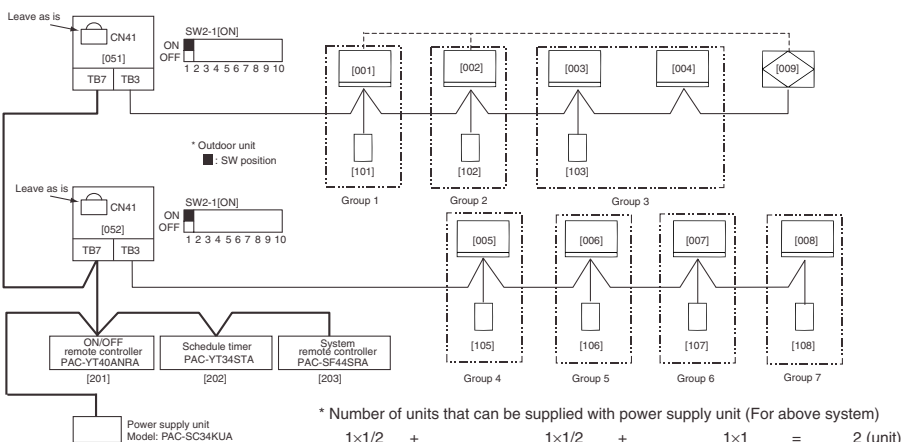 Leave as is
CN41
[051]
TB7 TB3
SW2-1[ON]
ON
OFF
1 2 3 4 5 6 7 8 9 10
* Outdoor unit
: SW position
[001]
[002]
[003]
[004]
[009]
[101]
[102]
[103]
Group 1
Group 2
Group 3
Leave as is
CN41
[052]
TB7 TB3
SW2-1[ON]
ON
OFF
1 2 3 4 5 6 7 8 9 10
[005]
[006]
[007]
[008]
[105]
[106]
[107]
[108]
Group 4
Group 5
Group 6
Group 7
ON/OFF
remote controller
PAC-YT40ANRA
[201]
Schedule timer
PAC-YT34STA
[202]
System
remote controller
PAC-SF44SRA
[203]
Power supply unit
Model: PAC-SC34KUA
* Number of units that can be supplied with power supply unit (For above system)
1×1/2 + 1×1/2 + 1×1 = 2 (unit)